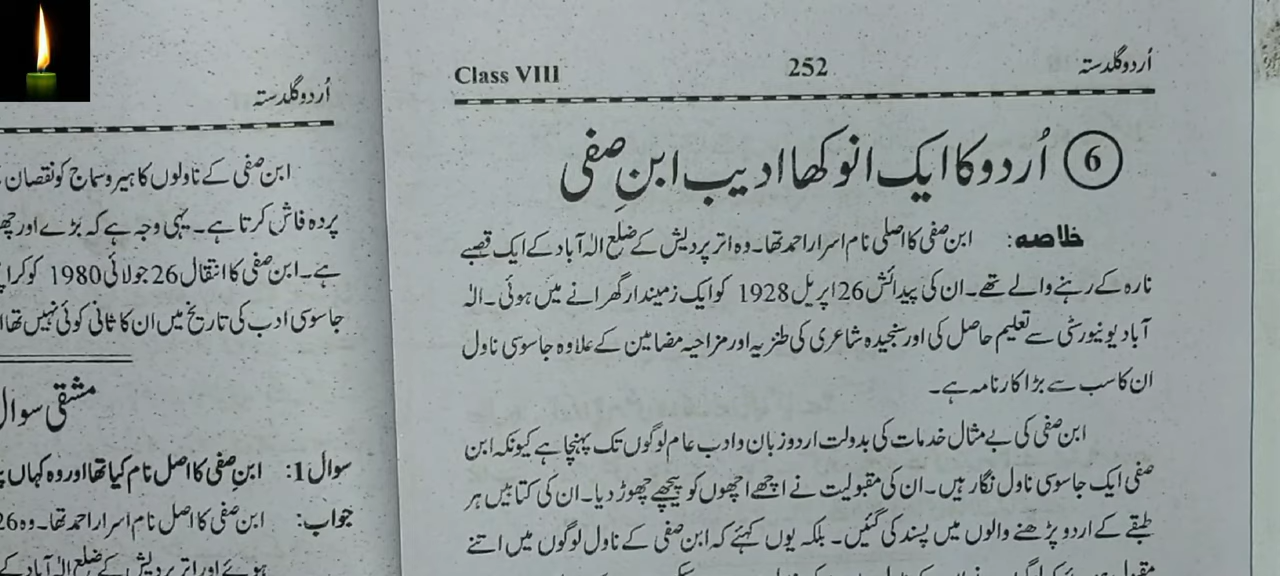 Class VIII 252 اُردو گلدستہ
6 اُردو کا ایک انوکھا ادیب ابنِ صفی
خلاصہ: ابن صفی کا اصلی نام اسرار احمد تھا۔ وہ اتر پردیش کے ضلع الٰہ آباد کے ایک قصبے
نارہ کے رہنے والے تھے۔ ان کی پیدائش 26 اپریل 1928 کو ایک زمیندار گھرانے میں ہوئی۔ الٰہ
آباد یونیورسٹی سے تعلیم حاصل کی اور سنجیدہ شاعری کی طنزیہ اور مزاحیہ مضامین کے علاوہ جاسوسی ناول
ان کا سب سے بڑا کارنامہ ہے۔
ابن صفی کی بے مثال خدمات کی بدولت اردو زبان و ادب عام لوگوں تک پہنچا ہے کیونکہ ابن
صفی ایک جاسوسی ناول نگار ہیں۔ ان کی مقبولیت نے اچھے اچھوں کو پیچھے چھوڑ دیا۔ ان کی کتابیں ہر
طبقے کے اردو پڑھنے والوں میں پسند کی گئیں۔ بلکہ یوں کہئے کہ ابن صفی کے ناول لوگوں میں اتنے
اُردو گلدستہ
ابن صفی کے ناولوں کا ہیرو سماج کو نقصان
پردہ فاش کرتا ہے۔ یہی وجہ ہے کہ بڑے اور
ہے۔ ابن صفی کا انتقال 26 جولائی 1980 کو
جاسوسی ادب کی تاریخ میں ان کا ثانی کوئی نہیں تھا
مشقی سوال
سوال 1: ابنِ صفی کا اصل نام کیا تھا اور وہ کہاں
جواب: ابن صفی کا اصل نام اسرار احمد تھا۔ وہ 26
ہوئے اور اتر پردیش کے ضلع الٰہ آباد کے